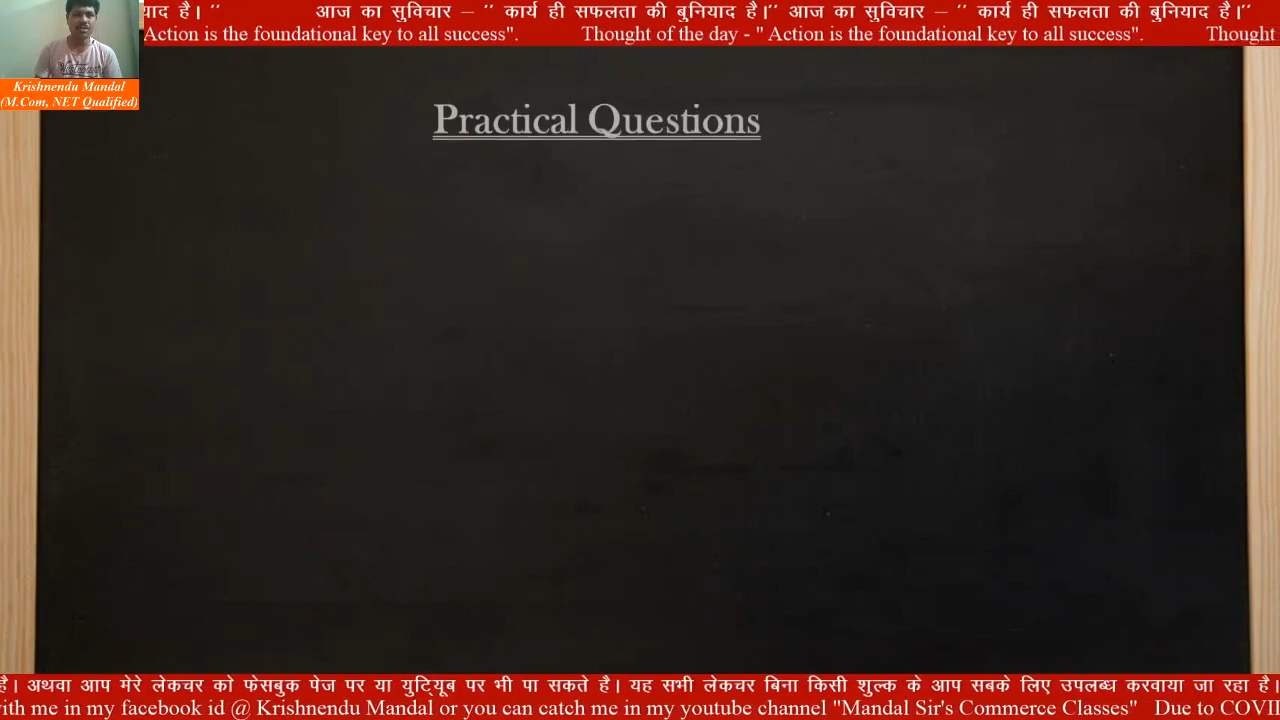 याद है। ‘‘ आज का सुविचार – ‘‘ कार्य ही सफलता की बुनियाद है।‘‘ आज का सुविचार – ‘‘ कार्य ही सफलता की बुनियाद है।‘‘
Action is the foundational key to all success". Thought of the day - " Action is the foundational key to all success". Thought
Krishnendu Mandal
(M.Com, NET Qualified)
Practical Questions
है। अथवा आप मेरे लेकचर को फेसबुक पेज पर या युटि्यूब पर भी पा सकते है। यह सभी लेकचर बिना किसी शुल्क के आप सबके लिए उपलब्ध करवाया जा रहा है।
with me in my facebook id @ Krishnendu Mandal or you can catch me in my youtube channel "Mandal Sir's Commerce Classes" Due to COVI